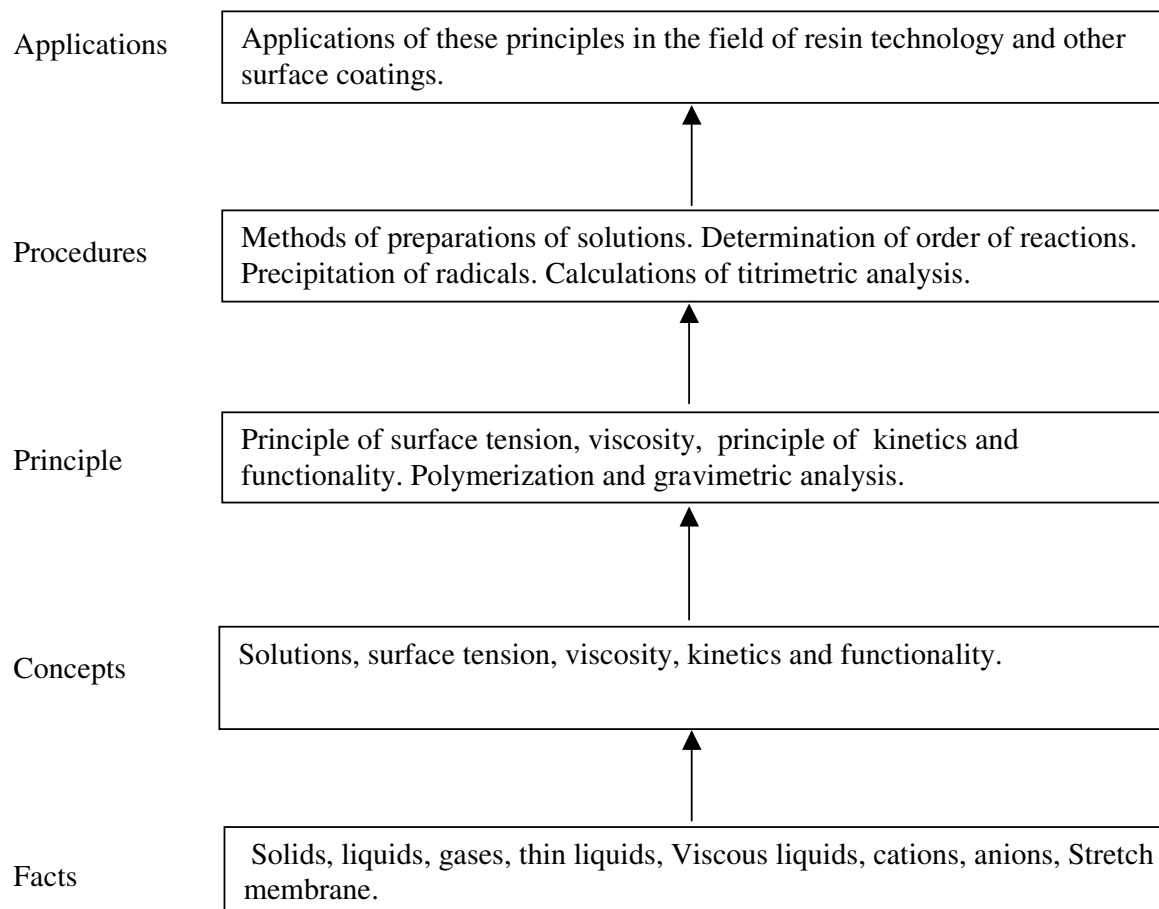 Applications
Applications of these principles in the field of resin technology and other
surface coatings.
Procedures
Methods of preparations of solutions. Determination of order of reactions.
Precipitation of radicals. Calculations of titrimetric analysis.
Principle
Principle of surface tension, viscosity, principle of kinetics and
functionality. Polymerization and gravimetric analysis.
Concepts
Solutions, surface tension, viscosity, kinetics and functionality.
Facts
Solids, liquids, gases, thin liquids, Viscous liquids, cations, anions, Stretch
membrane.